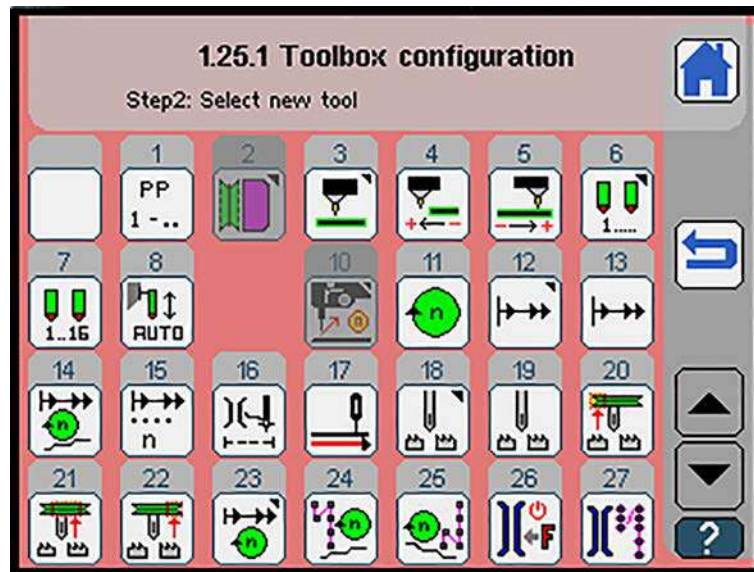 1.25.1 Toolbox configuration
Step2: Select new tool
1 2 3 4 5 6
PP
1 -..
+ -
- +
1.....
7 8 10 11 12 13
1..16
AUTO
n
n
14 15 16 17 18 19 20
n
n
21 22 23 24 25 26 27
n
n
n
F
?